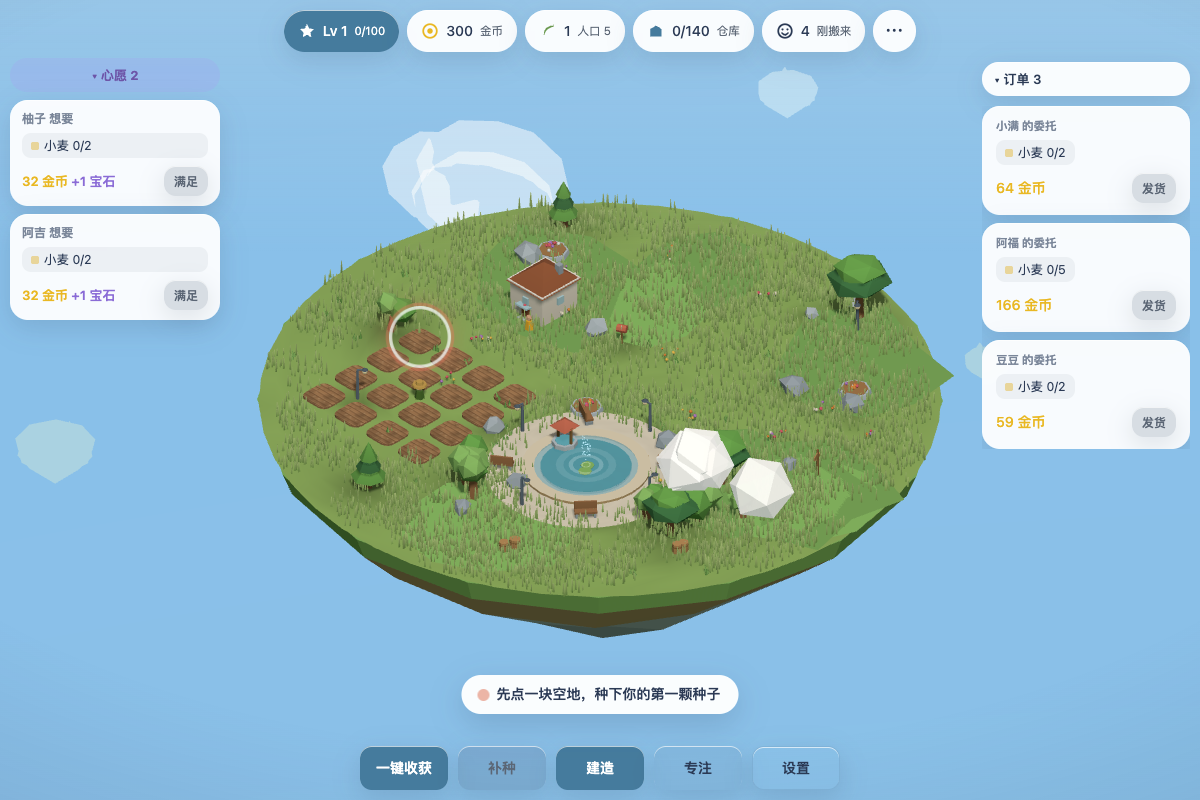 Lv 1 0/100
300 金币
1 人口 5
0/140 仓库
4 刚搬来
心愿 2
柚子 想要
小麦 0/2
32 金币 +1 宝石
满足
阿吉 想要
小麦 0/2
32 金币 +1 宝石
满足
订单 3
小满 的委托
小麦 0/2
64 金币
发货
阿福 的委托
小麦 0/5
166 金币
发货
豆豆 的委托
小麦 0/2
59 金币
发货
先点一块空地，种下你的第一颗种子
一键收获
补种
建造
专注
设置